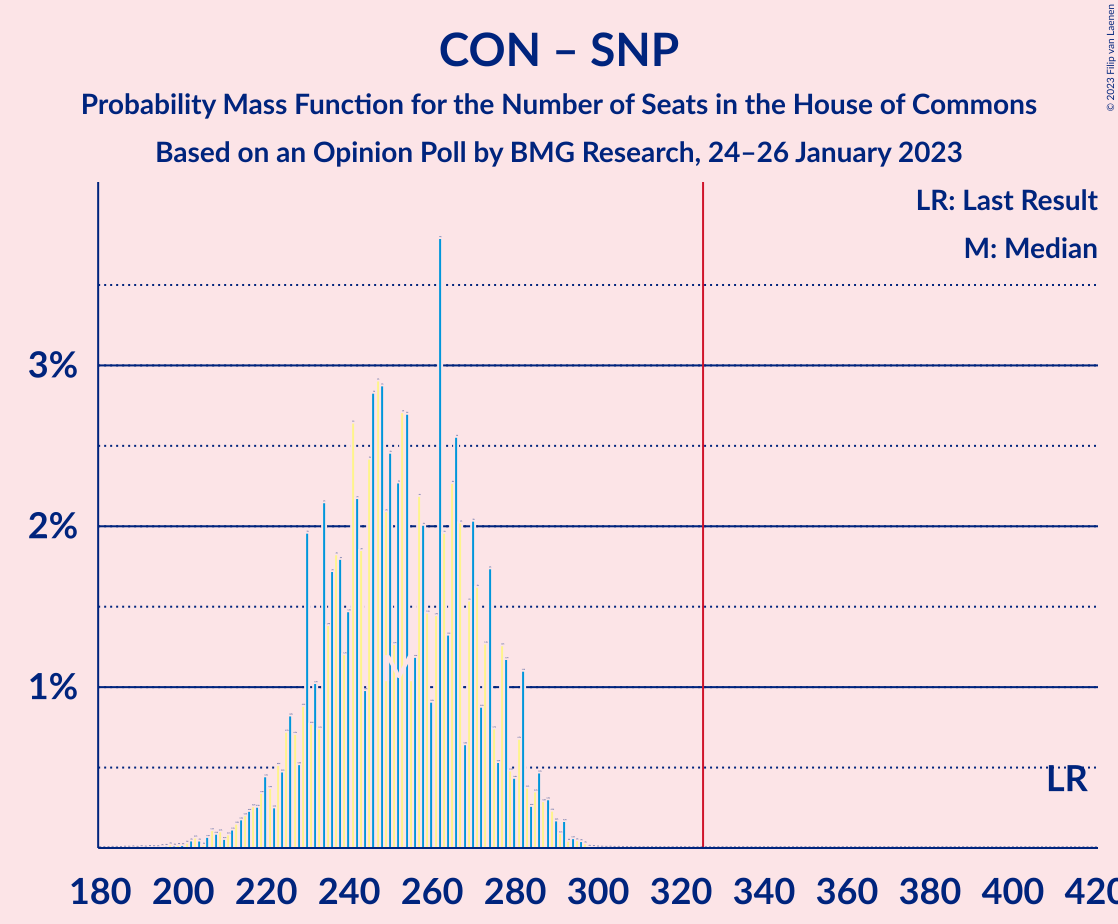 CON – SNP
Probability Mass Function for the Number of Seats in the House of Commons
Based on an Opinion Poll by BMG Research, 24–26 January 2023
© 2023 Filip van Laenen
LR: Last Result
M: Median
3%
2%
1%
LR
180 200 220 240 260 280 300 320 340 360 380 400 420